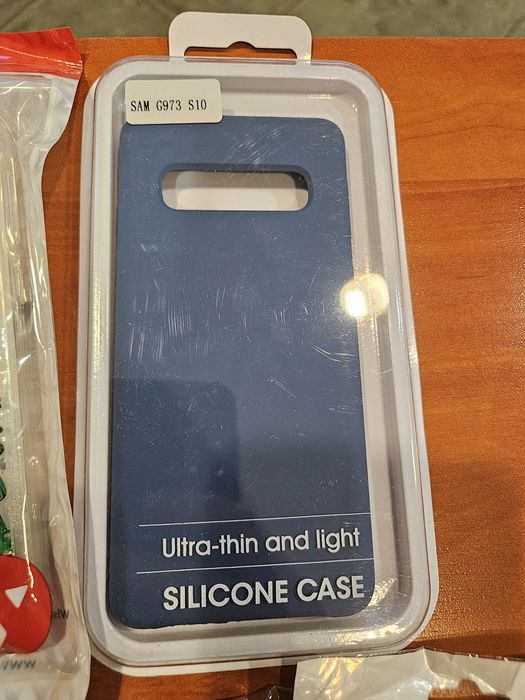 SAM G973 S10
Ultra-thin and light
SILICONE CASE